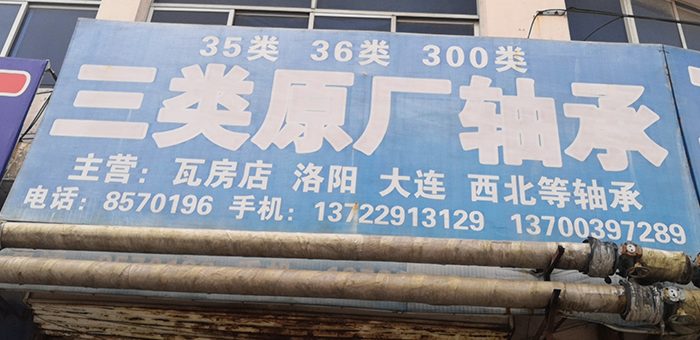 35类 36类 300类
三类原厂轴承
主营：瓦房店 洛阳 大连 西北等轴承
电话：8570196 手机：13722913129 13700397289